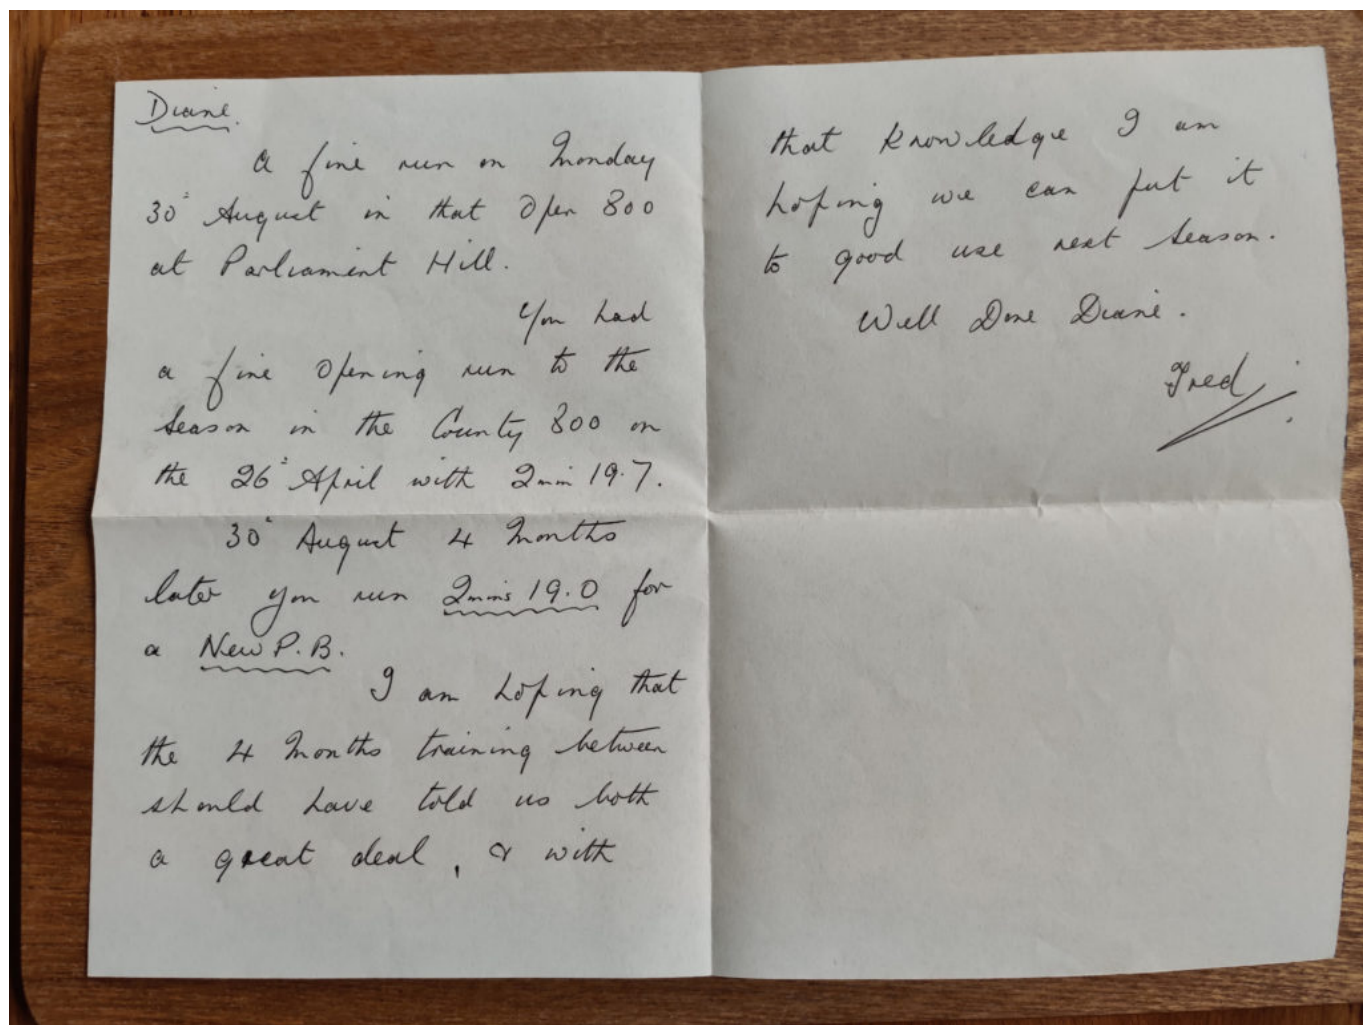 Diane.
A fine run on Monday
30" August in that Open 800
at Parliament Hill.
You had
a fine opening run to the
season in the County 800 on
the 26" April with 2min 19.7.
30" August 4 Months
later you run 2mins 19.0 for
a New P.B.
I am hoping that
the 4 Months training between
should have told us both
a great deal, & with
that knowledge I am
hoping we can put it
to good use next season.
Well Done Diane.
Fred